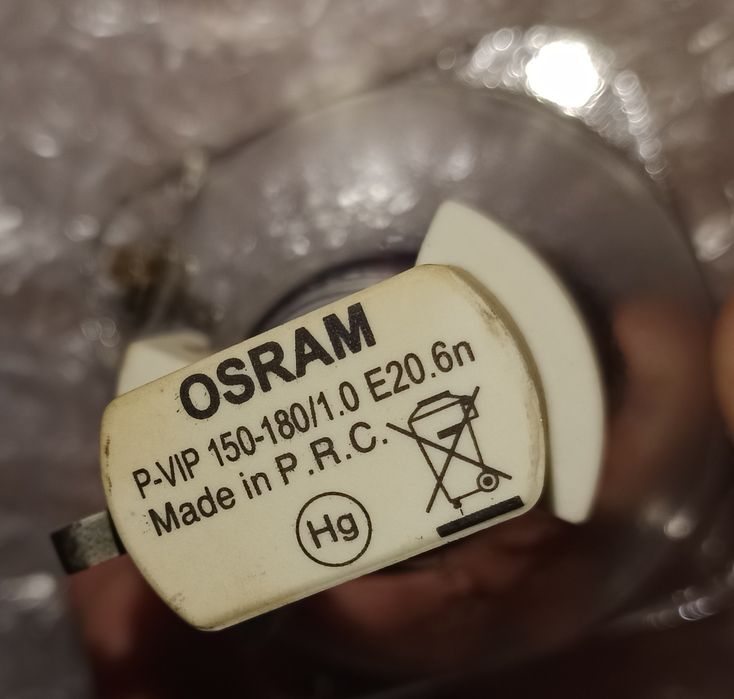 OSRAM
P-VIP 150-180/1.0 E20.6n
Made in P.R.C.
Hg